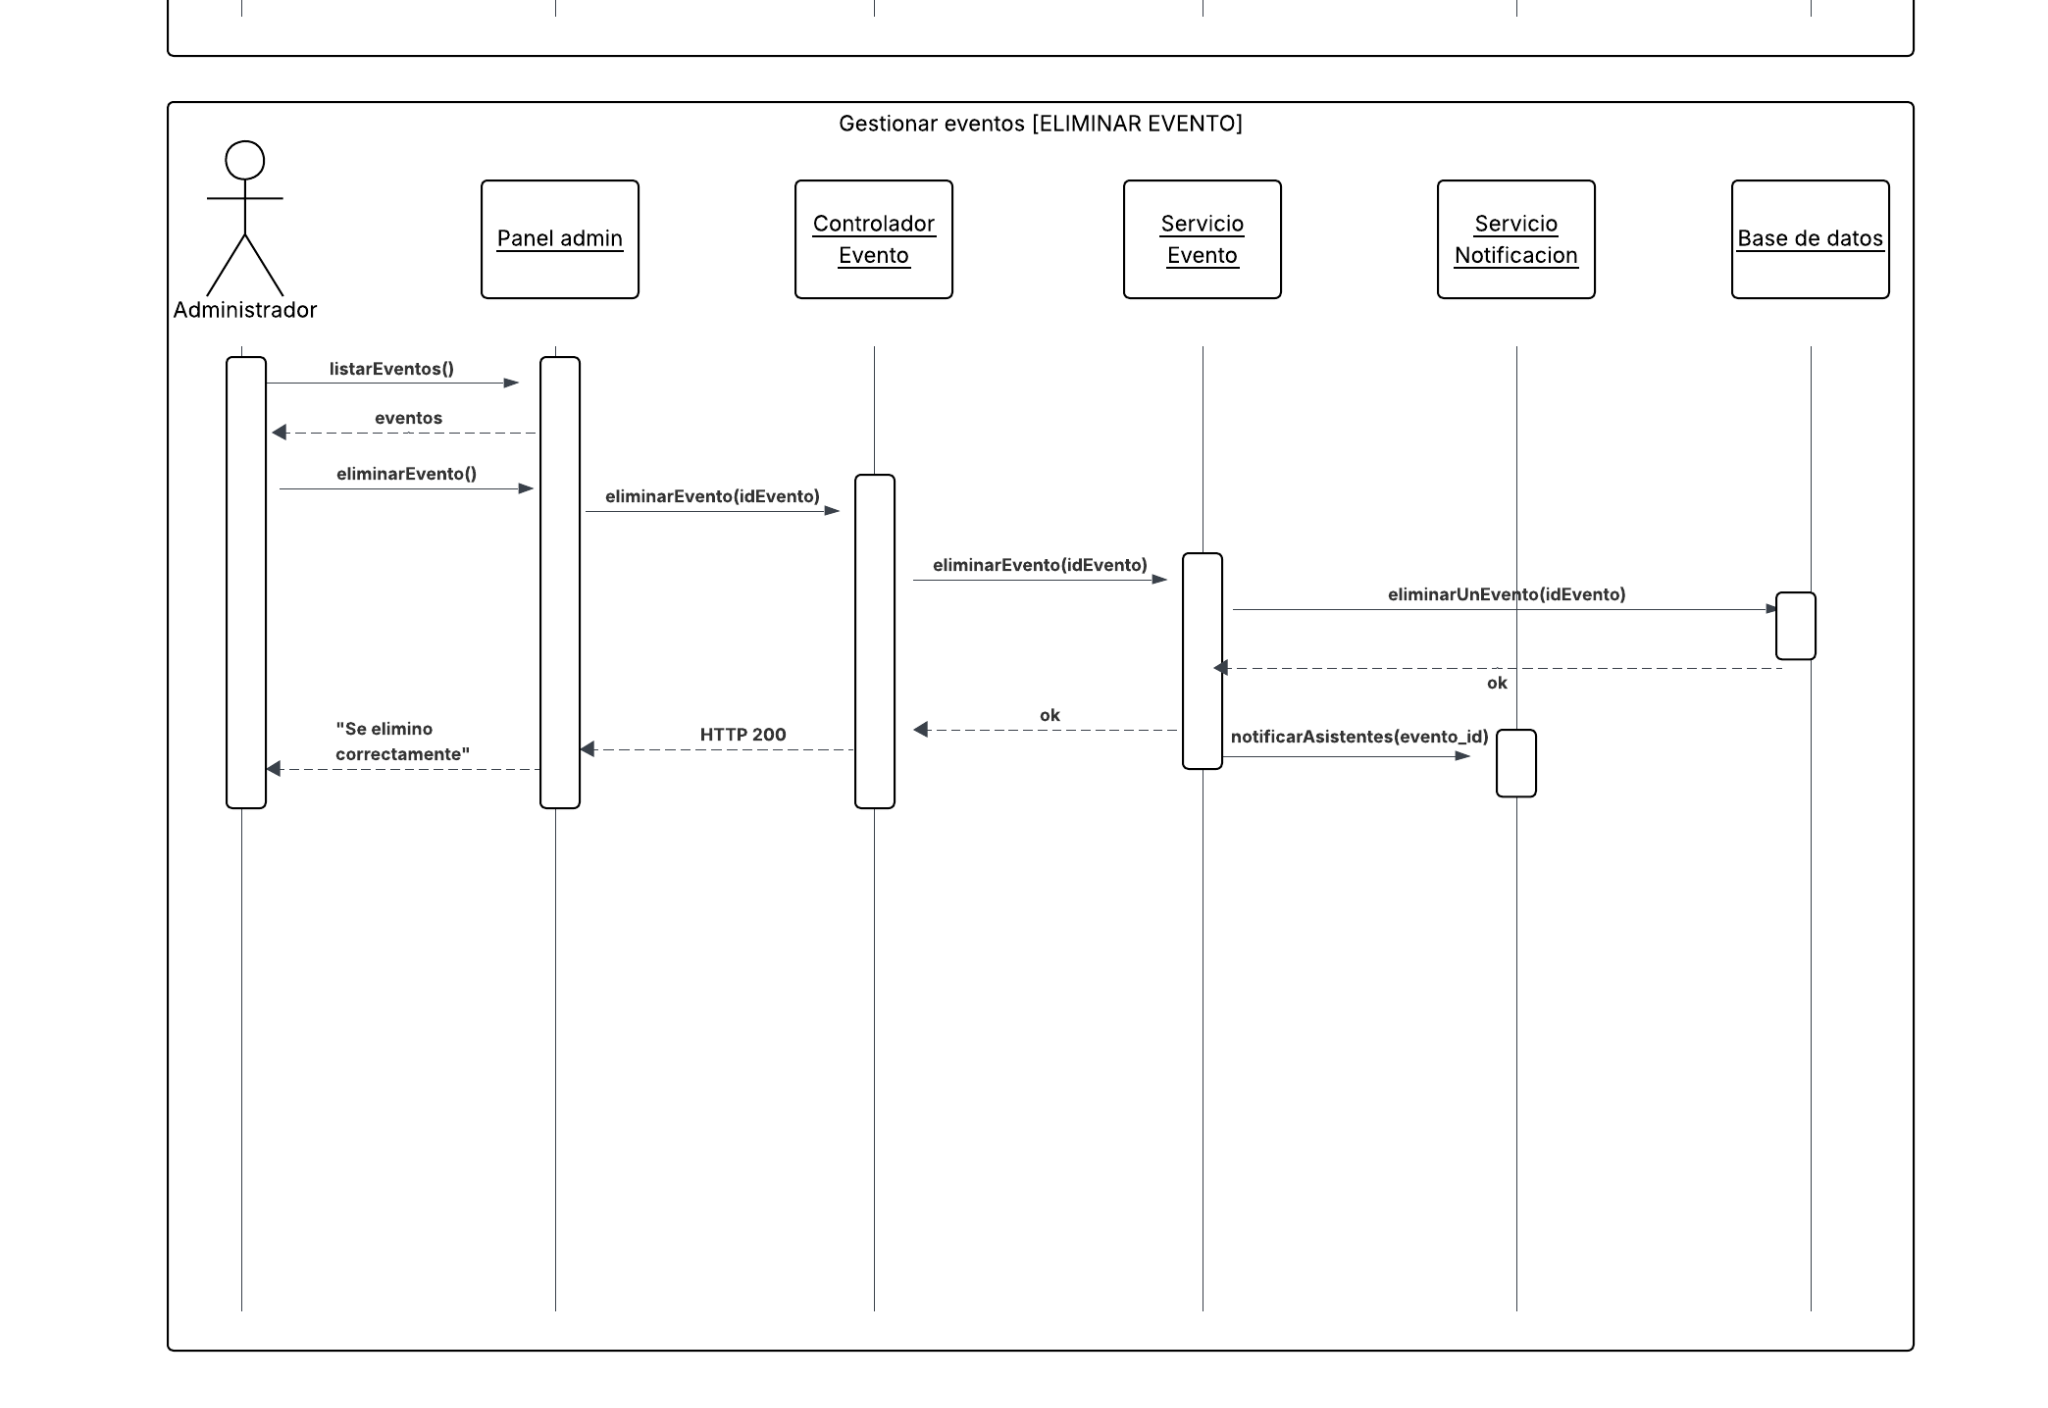 Gestionar eventos [ELIMINAR EVENTO]
Administrador
Panel admin
Controlador
Evento
Servicio
Evento
Servicio
Notificacion
Base de datos
listarEventos()
eventos
eliminarEvento()
eliminarEvento(idEvento)
eliminarEvento(idEvento)
eliminarUnEvento(idEvento)
ok
ok
notificarAsistentes(evento_id)
HTTP 200
"Se elimino
correctamente"